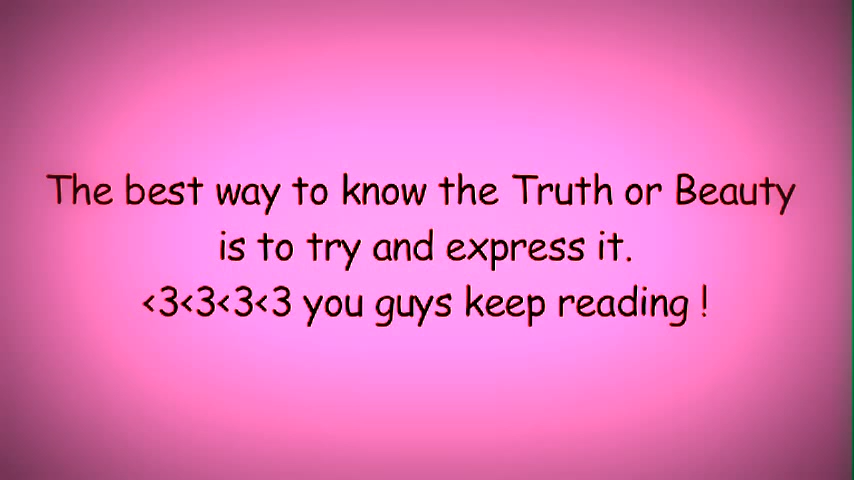 The best way to know the Truth or Beauty
is to try and express it.
<3<3<3<3 you guys keep reading !